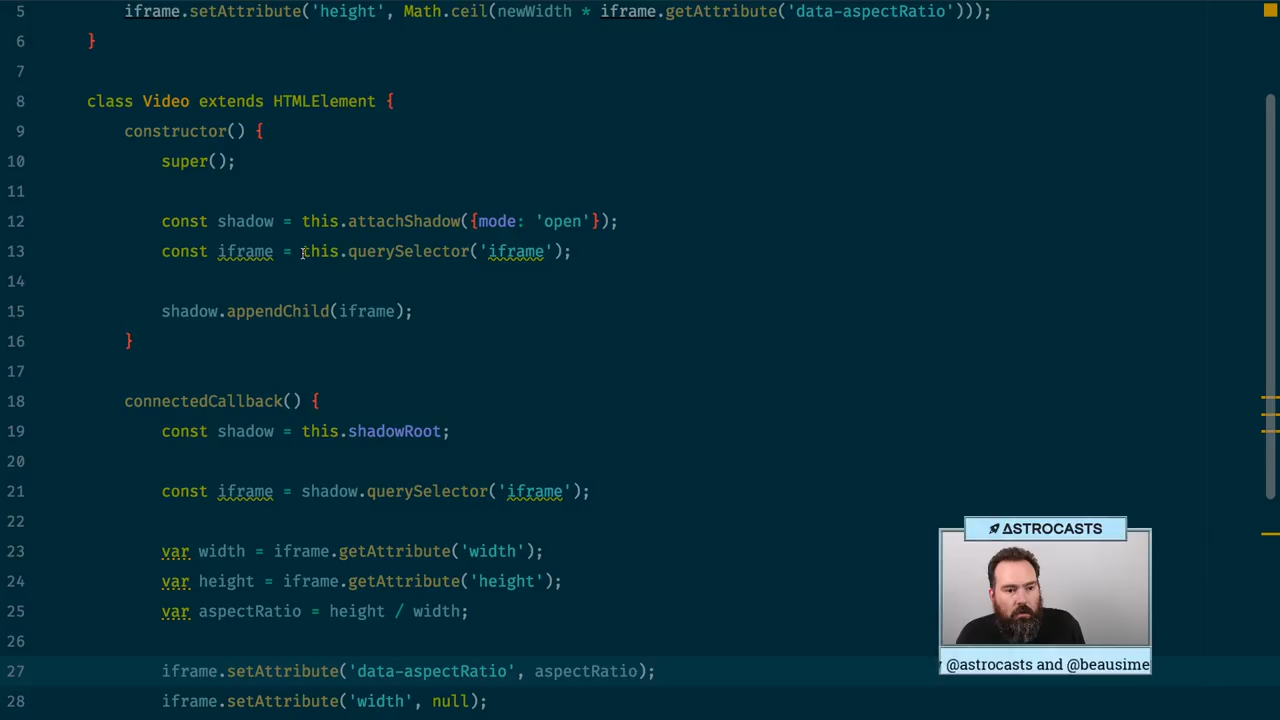 5 iframe.setAttribute('height', Math.ceil(newWidth * iframe.getAttribute('data-aspectRatio')));
6 }
7
8 class Video extends HTMLElement {
9 constructor() {
10 super();
11
12 const shadow = this.attachShadow({mode: 'open'});
13 const iframe = this.querySelector('iframe');
14
15 shadow.appendChild(iframe);
16 }
17
18 connectedCallback() {
19 const shadow = this.shadowRoot;
20
21 const iframe = shadow.querySelector('iframe');
22
23 var width = iframe.getAttribute('width');
24 var height = iframe.getAttribute('height');
25 var aspectRatio = height / width;
26
27 iframe.setAttribute('data-aspectRatio', aspectRatio);
28 iframe.setAttribute('width', null);
ASTROCASTS
@astrocasts and @beausime